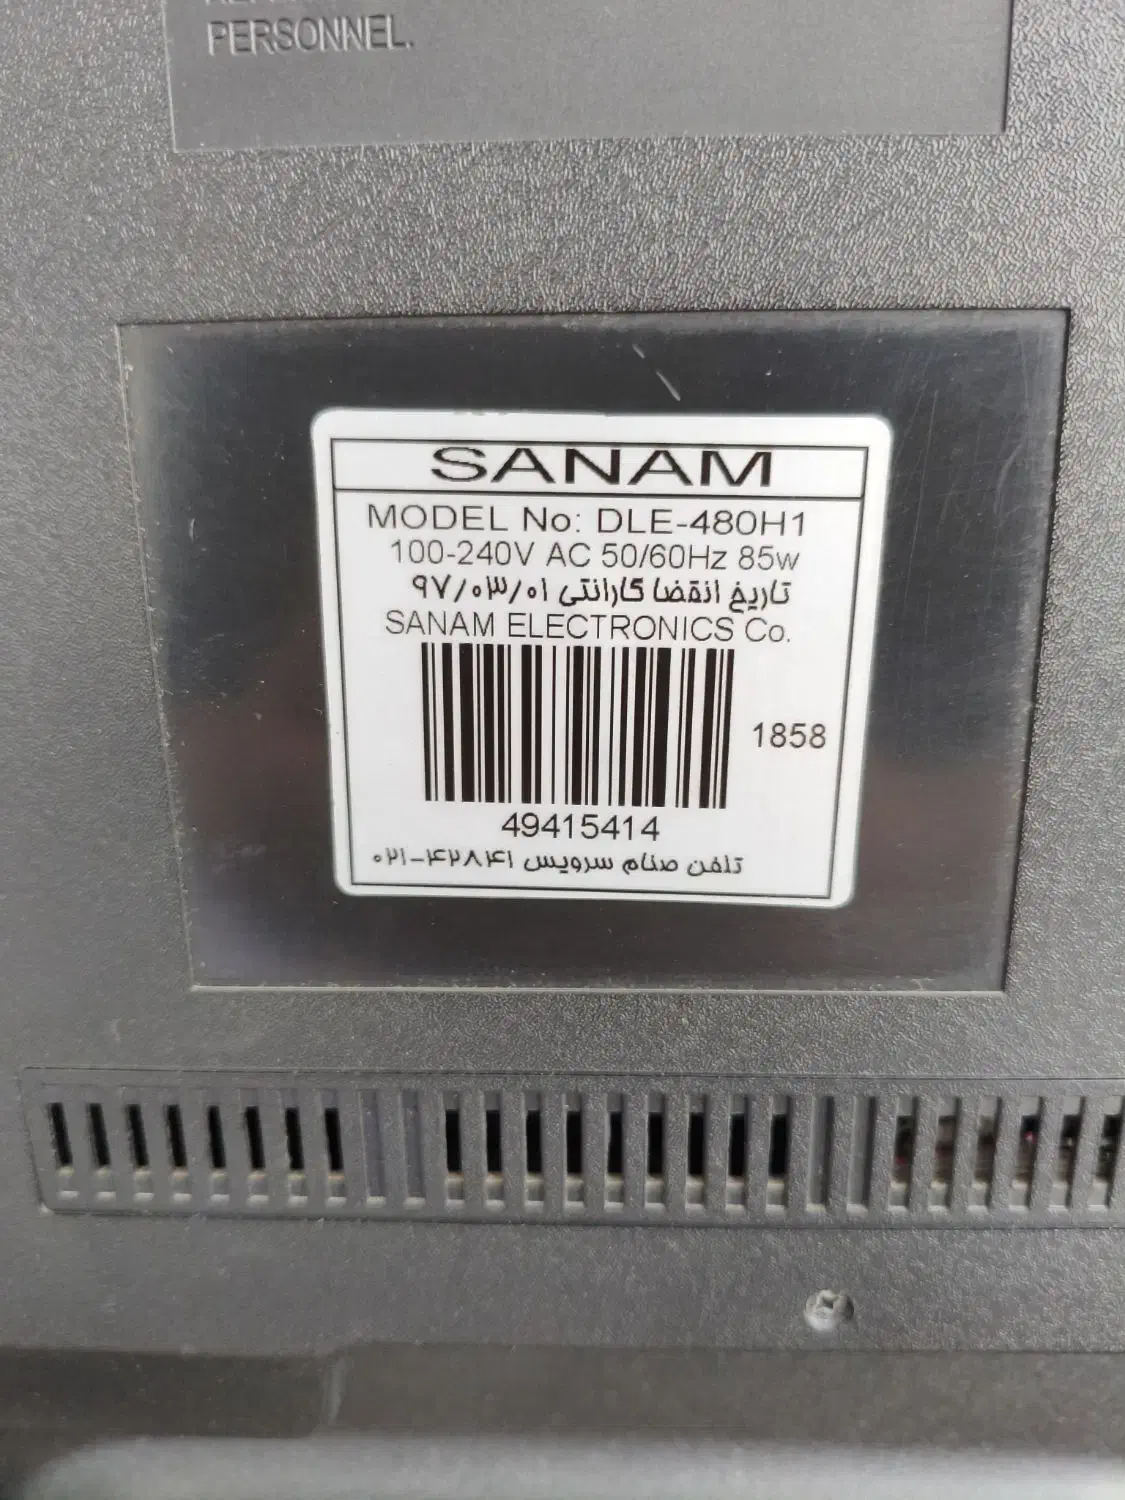 PERSONNEL.
SANAM
MODEL No: DLE-480H1
100-240V AC 50/60Hz 85w
تاریخ انقضا گارانتی ۹۷/۰۳/۰۱
SANAM ELECTRONICS Co.
1858
49415414
تلفن صنام سرویس ۴۲۸۴۱-۰۲۱